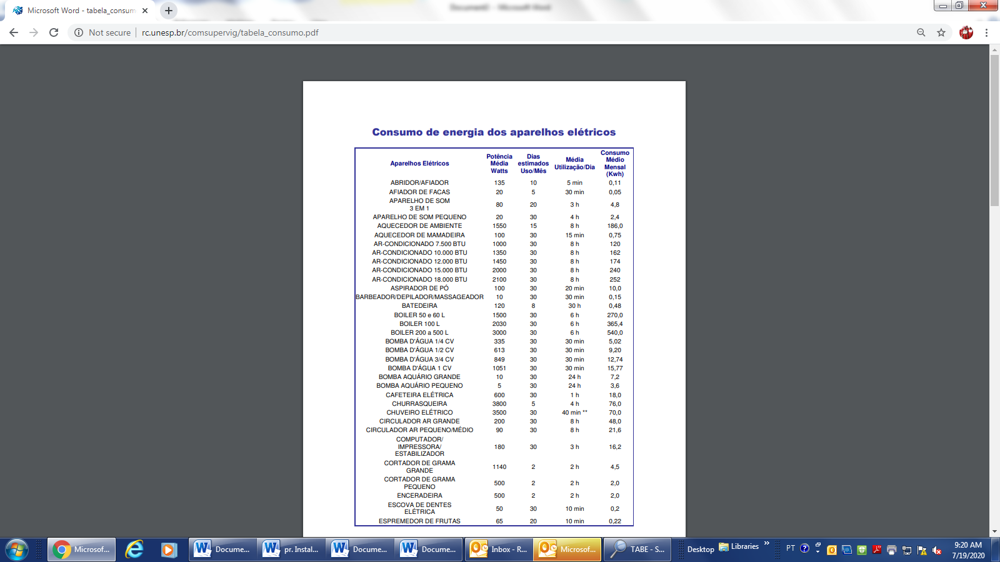 Document3 - Microsoft Word
Microsoft Word - tabela_consum
Not secure | rc.unesp.br/comsupervig/tabela_consumo.pdf
Consumo de energia dos aparelhos elétricos
Aparelhos Elétricos Potência Média Watts Dias estimados Uso/Mês Média Utilização/Dia Consumo Médio Mensal (Kwh)
ABRIDOR/AFIADOR 135 10 5 min 0,11
AFIADOR DE FACAS 20 5 30 min 0,05
APARELHO DE SOM 3 EM 1 80 20 3 h 4,8
APARELHO DE SOM PEQUENO 20 30 4 h 2,4
AQUECEDOR DE AMBIENTE 1550 15 8 h 186,0
AQUECEDOR DE MAMADEIRA 100 30 15 min 0,75
AR-CONDICIONADO 7.500 BTU 1000 30 8 h 120
AR-CONDICIONADO 10.000 BTU 1350 30 8 h 162
AR-CONDICIONADO 12.000 BTU 1450 30 8 h 174
AR-CONDICIONADO 15.000 BTU 2000 30 8 h 240
AR-CONDICIONADO 18.000 BTU 2100 30 8 h 252
ASPIRADOR DE PÓ 100 30 20 min 10,0
BARBEADOR/DEPILADOR/MASSAGEADOR 10 30 30 min 0,15
BATEDEIRA 120 8 30 h 0,48
BOILER 50 e 60 L 1500 30 6 h 270,0
BOILER 100 L 2030 30 6 h 365,4
BOILER 200 a 500 L 3000 30 6 h 540,0
BOMBA D'ÁGUA 1/4 CV 335 30 30 min 5,02
BOMBA D'ÁGUA 1/2 CV 613 30 30 min 9,20
BOMBA D'ÁGUA 3/4 CV 849 30 30 min 12,74
BOMBA D'ÁGUA 1 CV 1051 30 30 min 15,77
BOMBA AQUÁRIO GRANDE 10 30 24 h 7,2
BOMBA AQUÁRIO PEQUENO 5 30 24 h 3,6
CAFETEIRA ELÉTRICA 600 30 1 h 18,0
CHURRASQUEIRA 3800 5 4 h 76,0
CHUVEIRO ELÉTRICO 3500 30 40 min ** 70,0
CIRCULADOR AR GRANDE 200 30 8 h 48,0
CIRCULADOR AR PEQUENO/MÉDIO 90 30 8 h 21,6
COMPUTADOR/ IMPRESSORA/ ESTABILIZADOR 180 30 3 h 16,2
CORTADOR DE GRAMA GRANDE 1140 2 2 h 4,5
CORTADOR DE GRAMA PEQUENO 500 2 2 h 2,0
ENCERADEIRA 500 2 2 h 2,0
ESCOVA DE DENTES ELÉTRICA 50 30 10 min 0,2
ESPREMEDOR DE FRUTAS 65 20 10 min 0,22
Microsof... Docume... pr. Instal... Docume... Docume... Inbox - R... Microsof... TABE - S... Desktop Libraries » PT 9:20 AM
7/19/2020